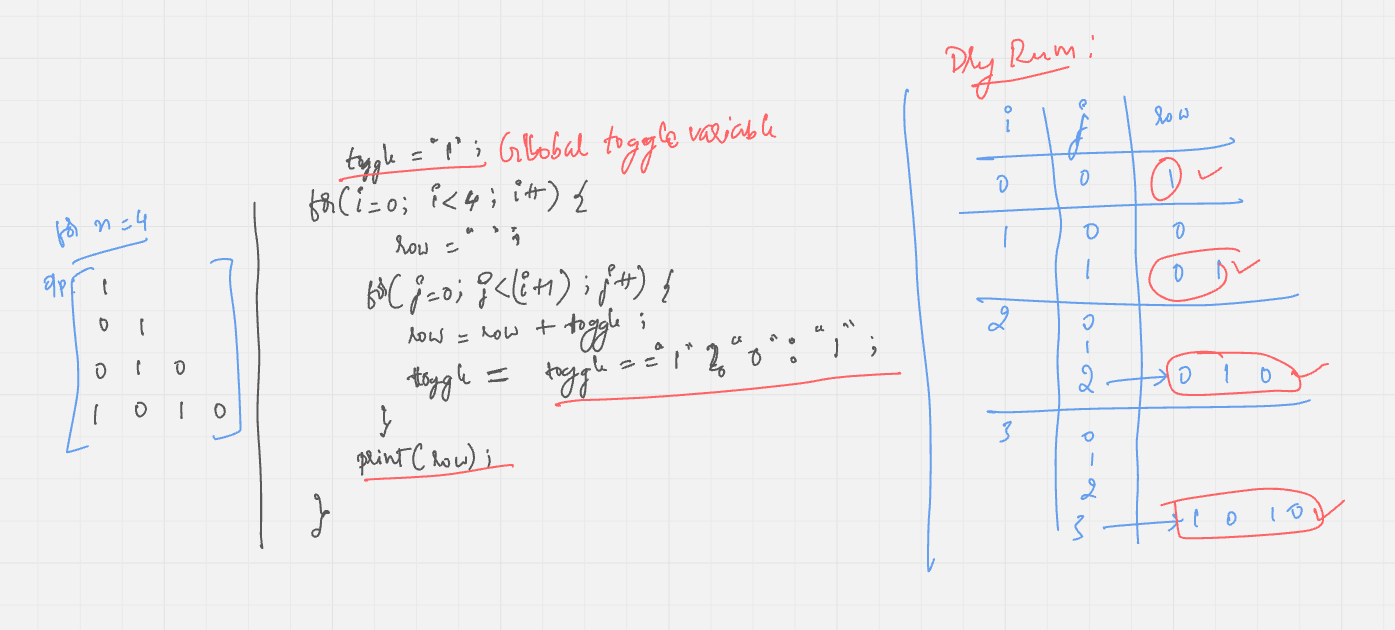 for n = 4
o/p
1
0 1
0 1 0
1 0 1 0
toggle = "1" ; Global toggle variable
for(i=0; i<4; i++) {
row = " " ;
for( j=0; j<(i+1) ; j++) {
row = row + toggle ;
toggle = toggle == "1" ? "0" : "1" ;
}
print(row) ;
}
Dry Run :
i j row
0 0 1
1 0 0
1 0 1
2 0
1
2 → 0 1 0
3 0
1
2
3 → 1 0 1 0